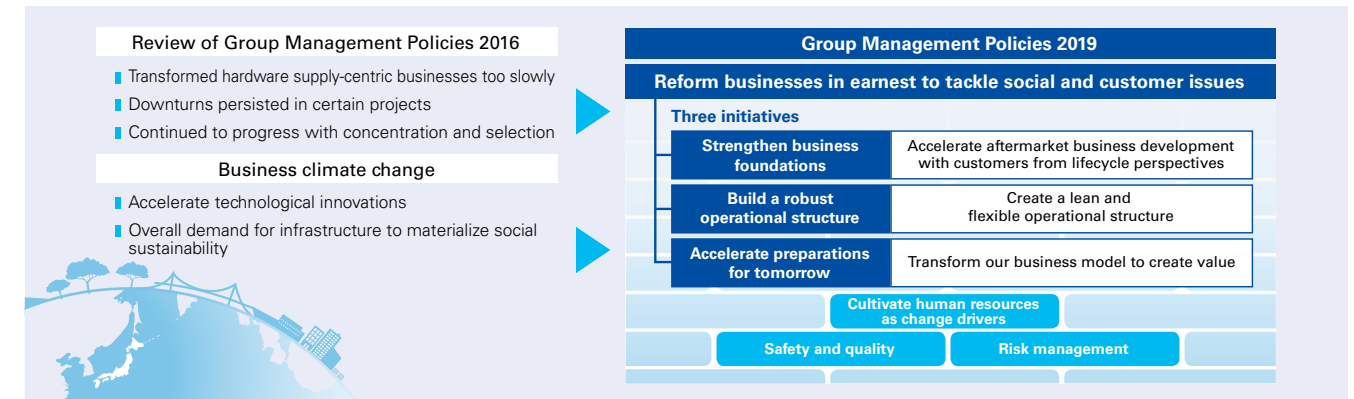 Review of Group Management Policies 2016
Transformed hardware supply-centric businesses too slowly
Downturns persisted in certain projects
Continued to progress with concentration and selection
Business climate change
Accelerate technological innovations
Overall demand for infrastructure to materialize social
sustainability
Group Management Policies 2019
Reform businesses in earnest to tackle social and customer issues
Three initiatives
Strengthen business
foundations
Accelerate aftermarket business development
with customers from lifecycle perspectives
Build a robust
operational structure
Create a lean and
flexible operational structure
Accelerate preparations
for tomorrow
Transform our business model to create value
Cultivate human resources
as change drivers
Safety and quality
Risk management